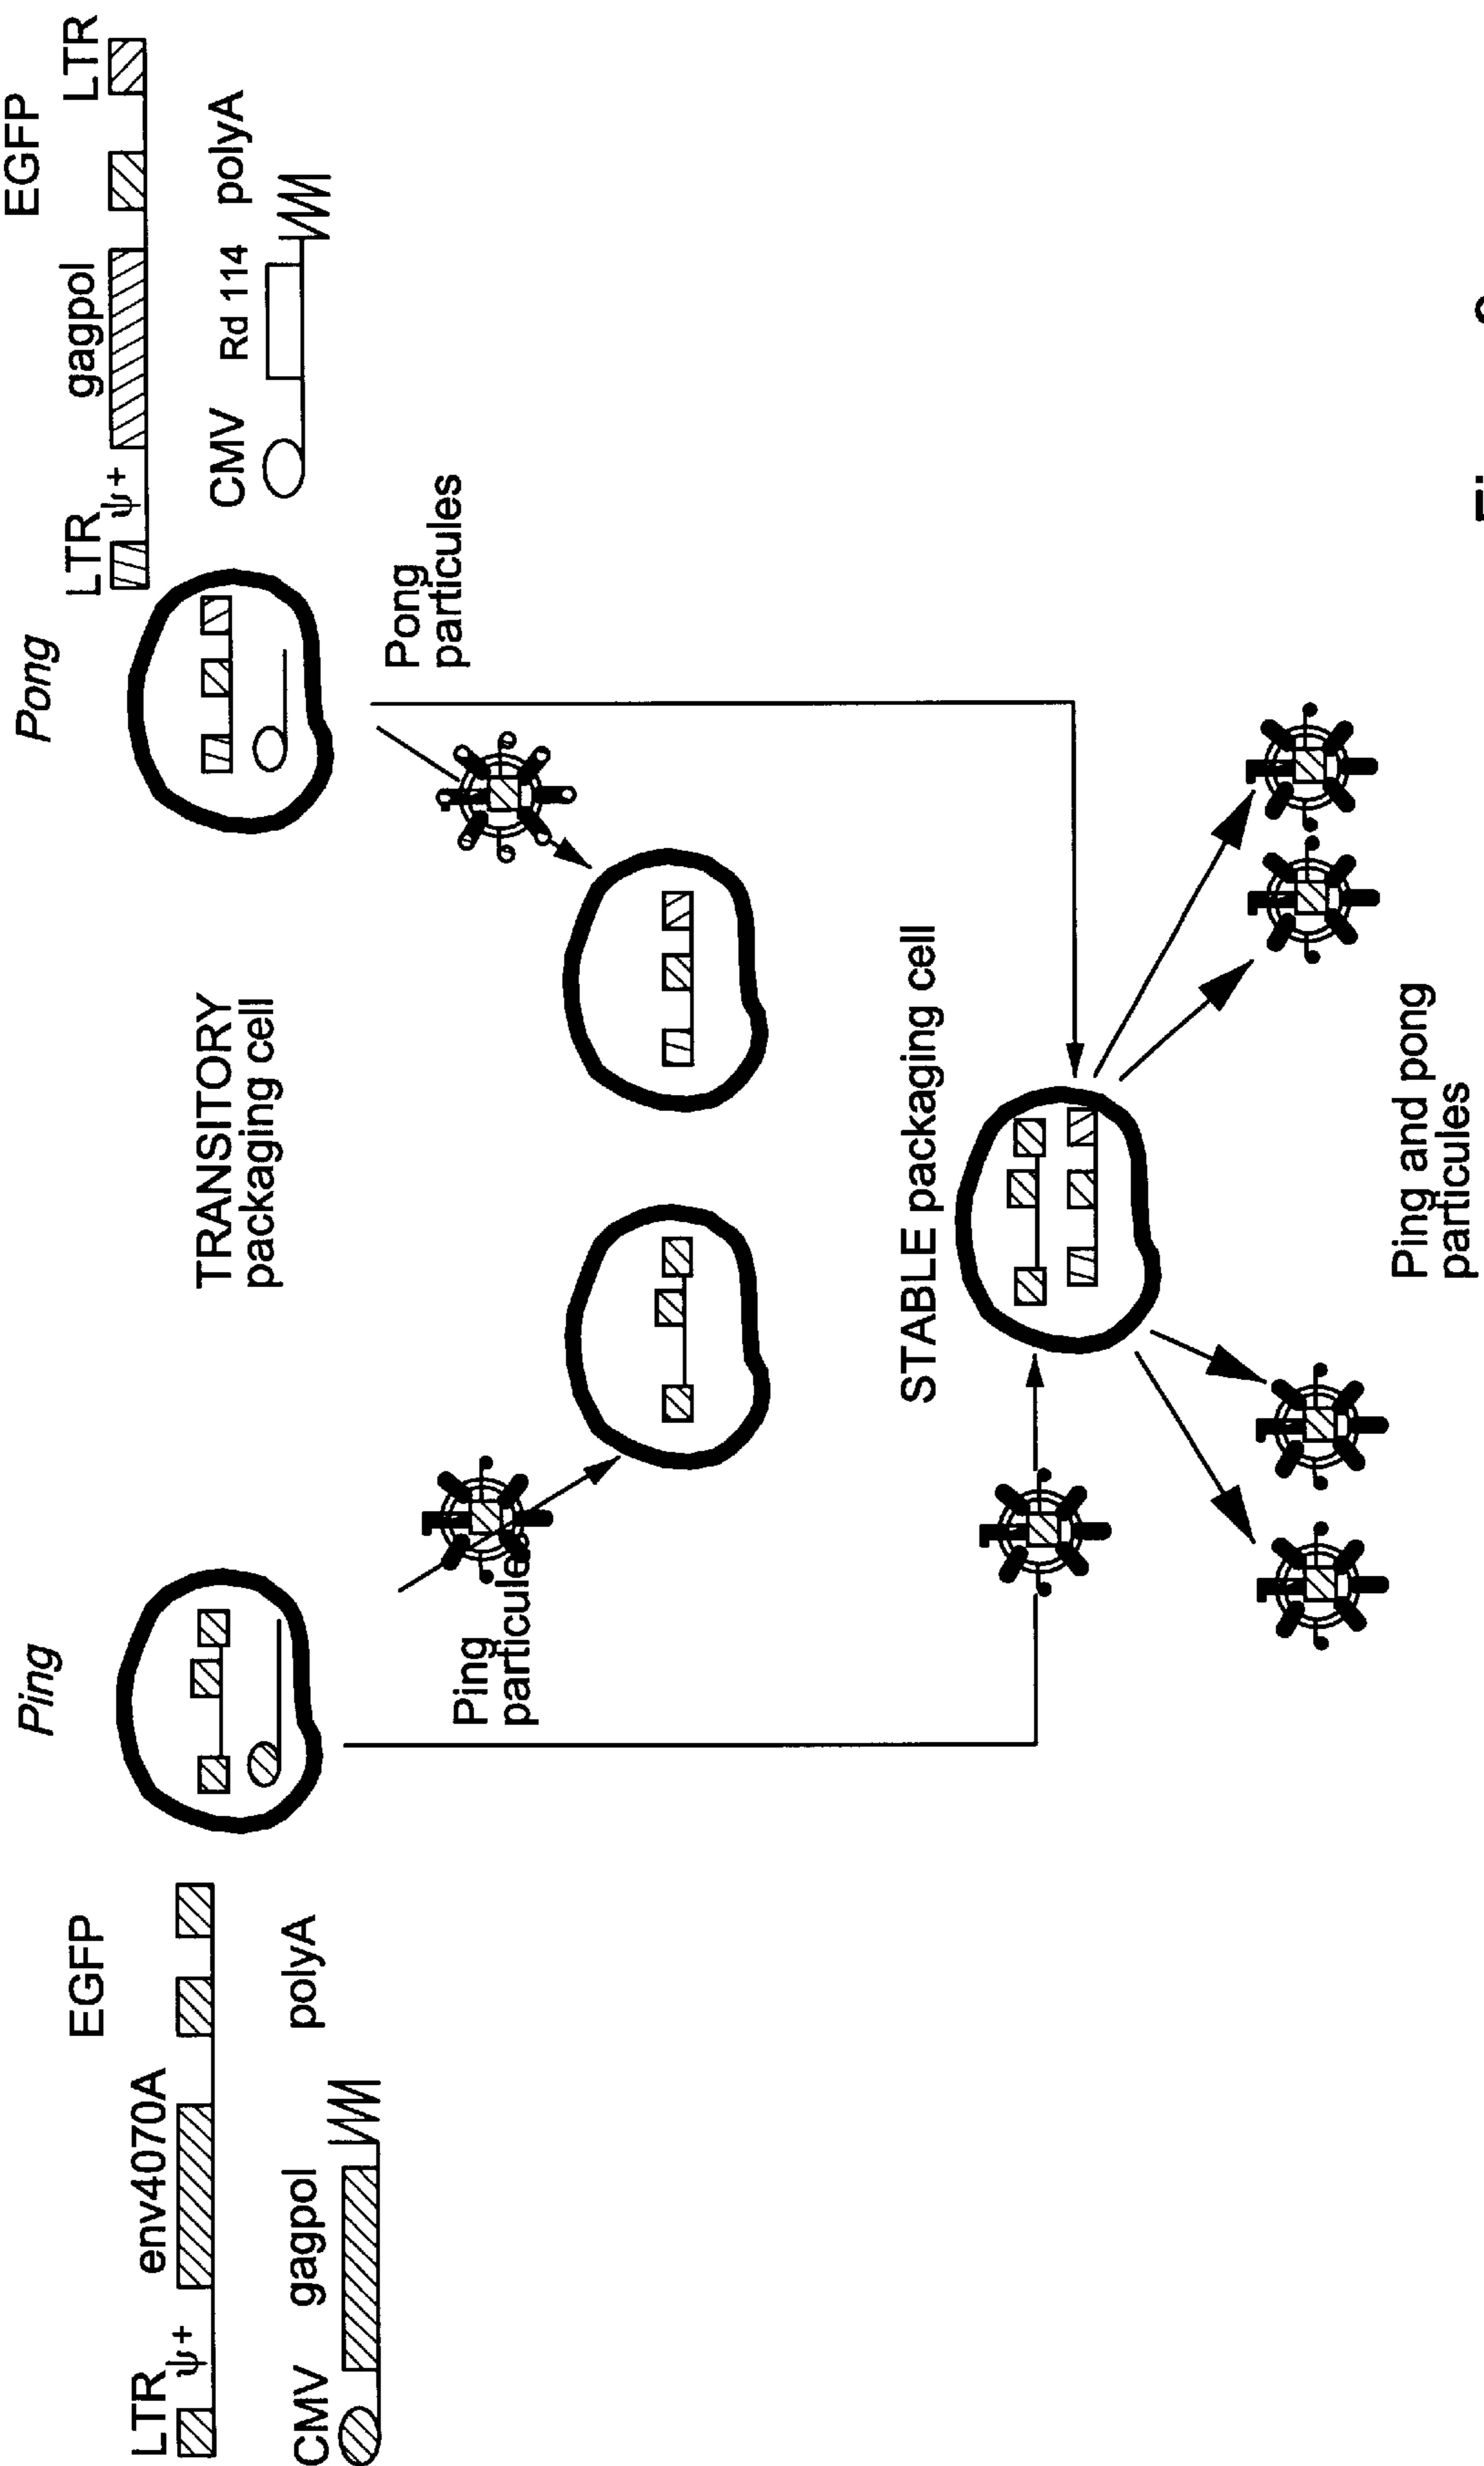 Ping
Pong
EGFP
LTR ψ+ env4070A
CMV gagpol polyA
EGFP
LTR ψ+ gagpol LTR
CMV Rd 114 polyA
TRANSITORY
packaging cell
Ping
particules
Pong
particules
STABLE packaging cell
Ping and pong
particules